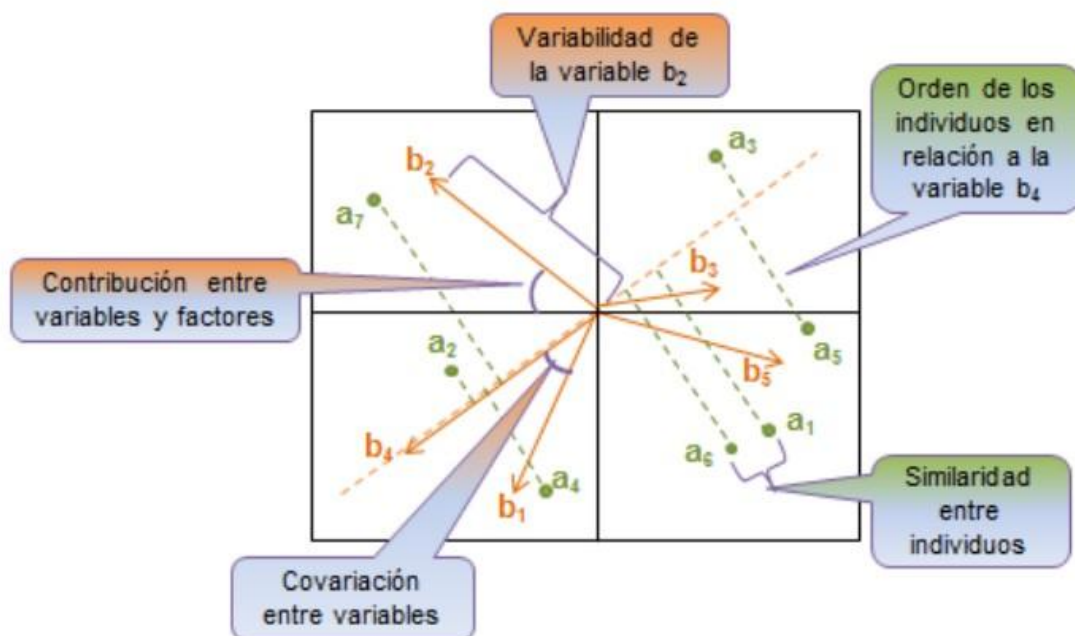 Variabilidad de
la variable b₂
Orden de los
individuos en
relación a la
variable b₄
a₃
b₂
a₇
b₃
Contribución entre
variables y factores
a₂
a₅
b₅
b₄
a₁
a₆
a₄
b₁
Similaridad
entre
individuos
Covariación
entre variables